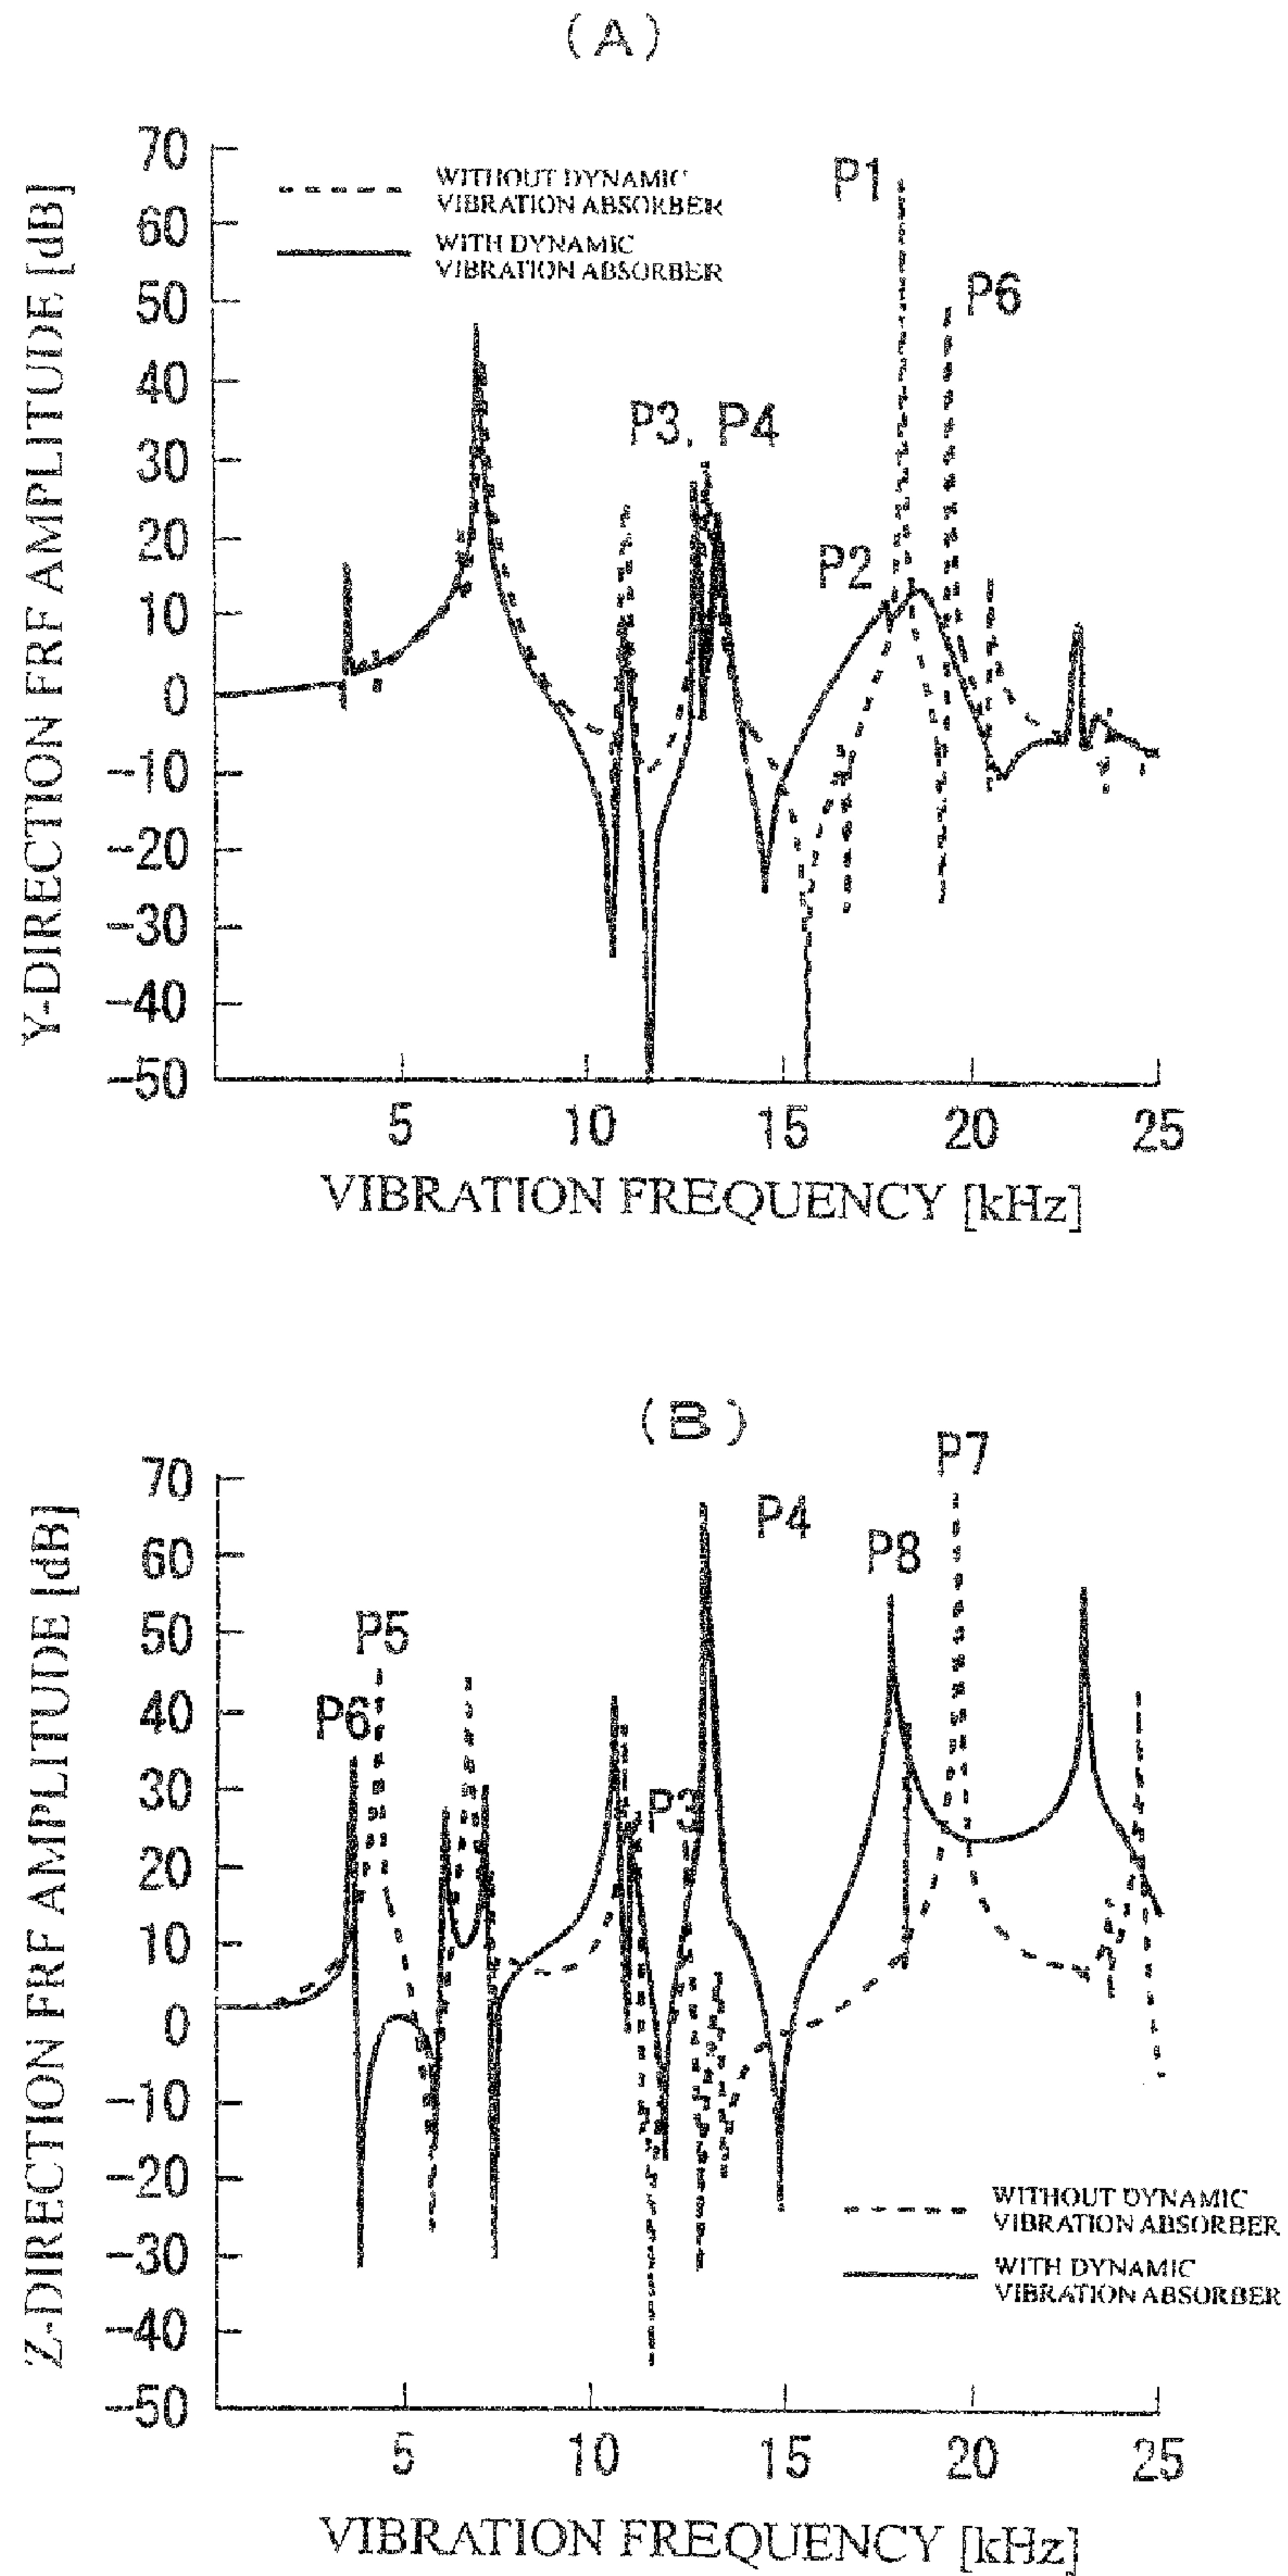 (A)
Y-DIRECTION FRF AMPLITUDE [dB]
70
60
50
40
30
20
10
0
-10
-20
-30
-40
-50
WITHOUT DYNAMIC
VIBRATION ABSORBER
WITH DYNAMIC
VIBRATION ABSORBER
P1
P6
P3, P4
P2
5 10 15 20 25
VIBRATION FREQUENCY [kHz]
(B)
Z-DIRECTION FRF AMPLITUDE [dB]
70
60
50
40
30
20
10
0
-10
-20
-30
-40
-50
P7
P4
P8
P5
P6
P3
WITHOUT DYNAMIC
VIBRATION ABSORBER
WITH DYNAMIC
VIBRATION ABSORBER
5 10 15 20 25
VIBRATION FREQUENCY [kHz]